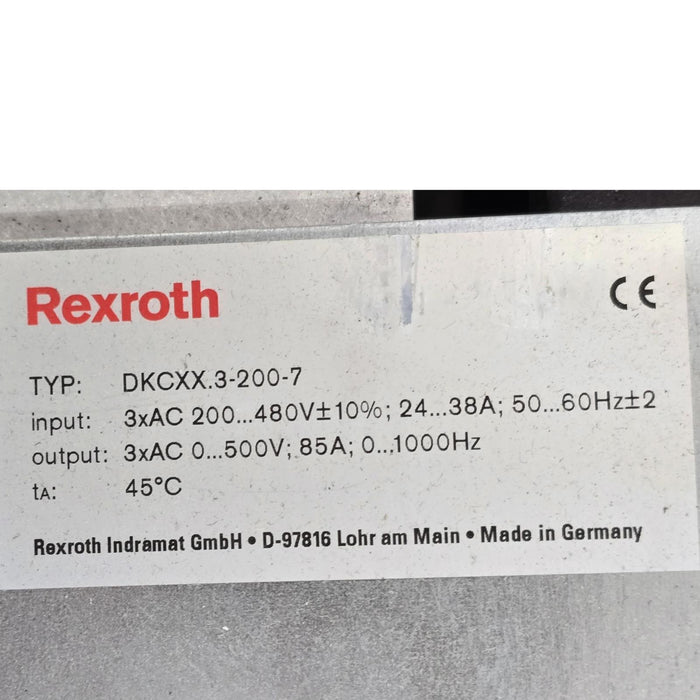 Rexroth
CE
TYP: DKCXX.3-200-7
input: 3xAC 200...480V±10%; 24...38A; 50...60Hz±2
output: 3xAC 0...500V; 85A; 0...1000Hz
tA: 45°C
Rexroth Indramat GmbH • D-97816 Lohr am Main • Made in Germany